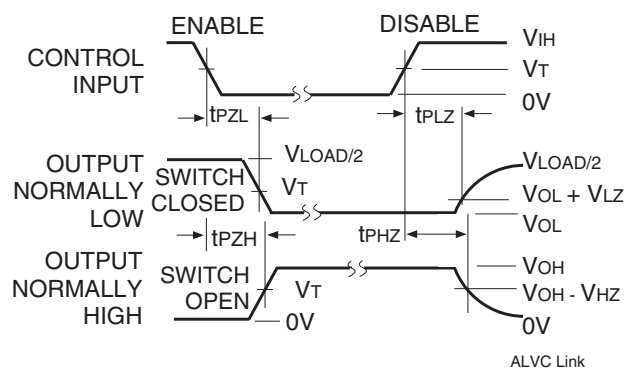 ENABLE
DISABLE
CONTROL
INPUT
VIH
VT
0V
tPZL
tPLZ
OUTPUT
NORMALLY
LOW
SWITCH
CLOSED
VLOAD/2
VT
VLOAD/2
VOL + VLZ
VOL
tPZH
tPHZ
OUTPUT
NORMALLY
HIGH
SWITCH
OPEN
VT
0V
VOH
VOH - VHZ
0V
ALVC Link